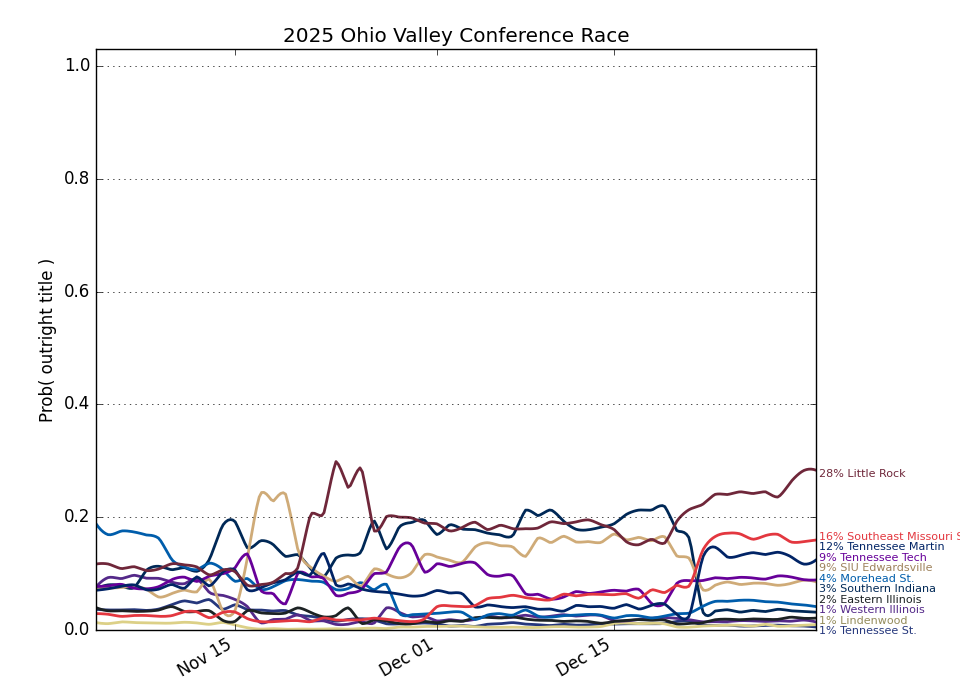 2025 Ohio Valley Conference Race
Prob( outright title )
1.0
0.8
0.6
0.4
0.2
0.0
Nov 15
Dec 01
Dec 15
28% Little Rock
16% Southeast Missouri S
12% Tennessee Martin
9% Tennessee Tech
9% SIU Edwardsville
4% Morehead St.
3% Southern Indiana
2% Eastern Illinois
1% Western Illinois
1% Lindenwood
1% Tennessee St.